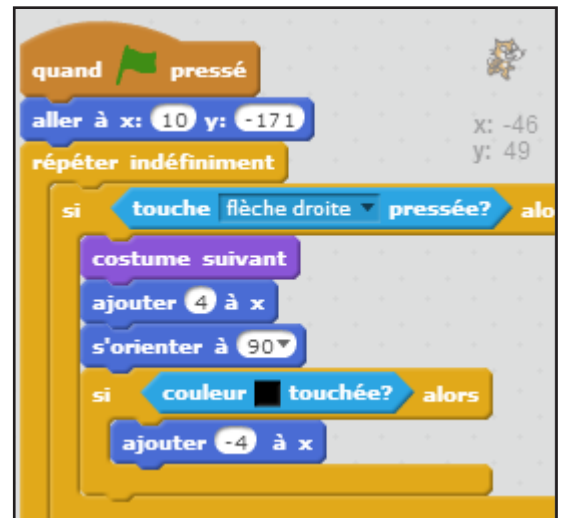 quand pressé
aller à x: 10 y: -171
x: -46
y: 49
répéter indéfiniment
si touche flèche droite pressée? alo
costume suivant
ajouter 4 à x
s'orienter à 90
si couleur touchée? alors
ajouter -4 à x